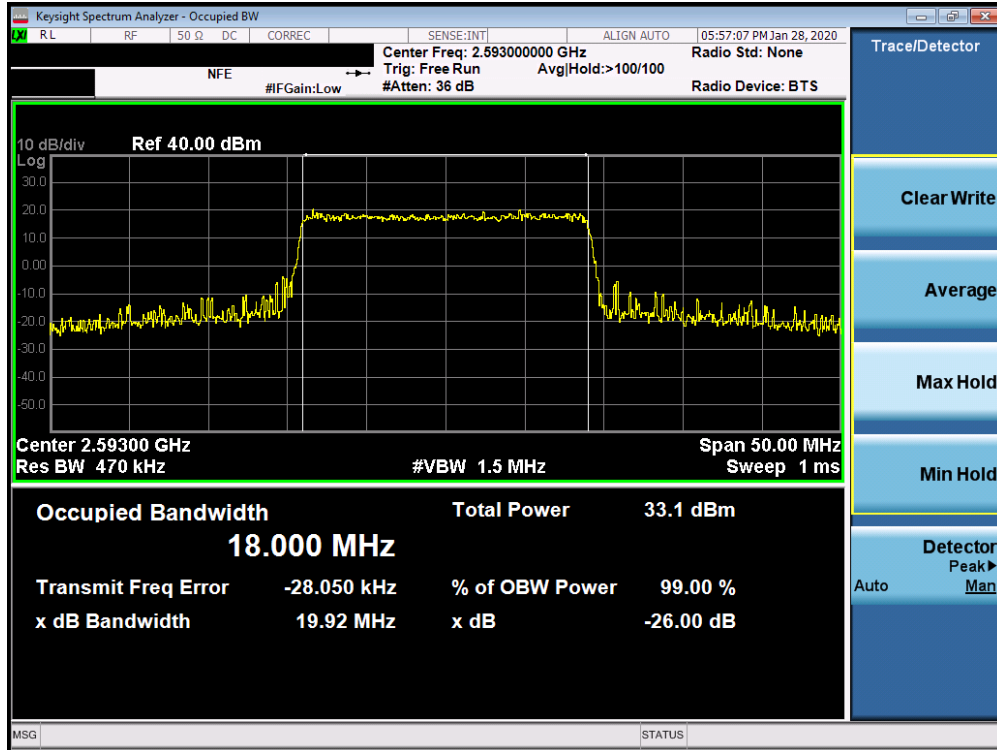 Keysight Spectrum Analyzer - Occupied BW
LXI RL RF 50 Ω DC CORREC SENSE:INT ALIGN AUTO 05:57:07 PM Jan 28, 2020
Center Freq: 2.593000000 GHz Radio Std: None
NFE Trig: Free Run Avg|Hold:>100/100
#IFGain:Low #Atten: 36 dB Radio Device: BTS
Trace/Detector
10 dB/div Ref 40.00 dBm
Log
30.0
20.0
10.0
0.00
-10.0
-20.0
-30.0
-40.0
-50.0
Center 2.59300 GHz Span 50.00 MHz
Res BW 470 kHz #VBW 1.5 MHz Sweep 1 ms
Occupied Bandwidth Total Power 33.1 dBm
18.000 MHz
Transmit Freq Error -28.050 kHz % of OBW Power 99.00 %
x dB Bandwidth 19.92 MHz x dB -26.00 dB
Clear Write
Average
Max Hold
Min Hold
Detector
Peak▶
Auto Man
MSG STATUS